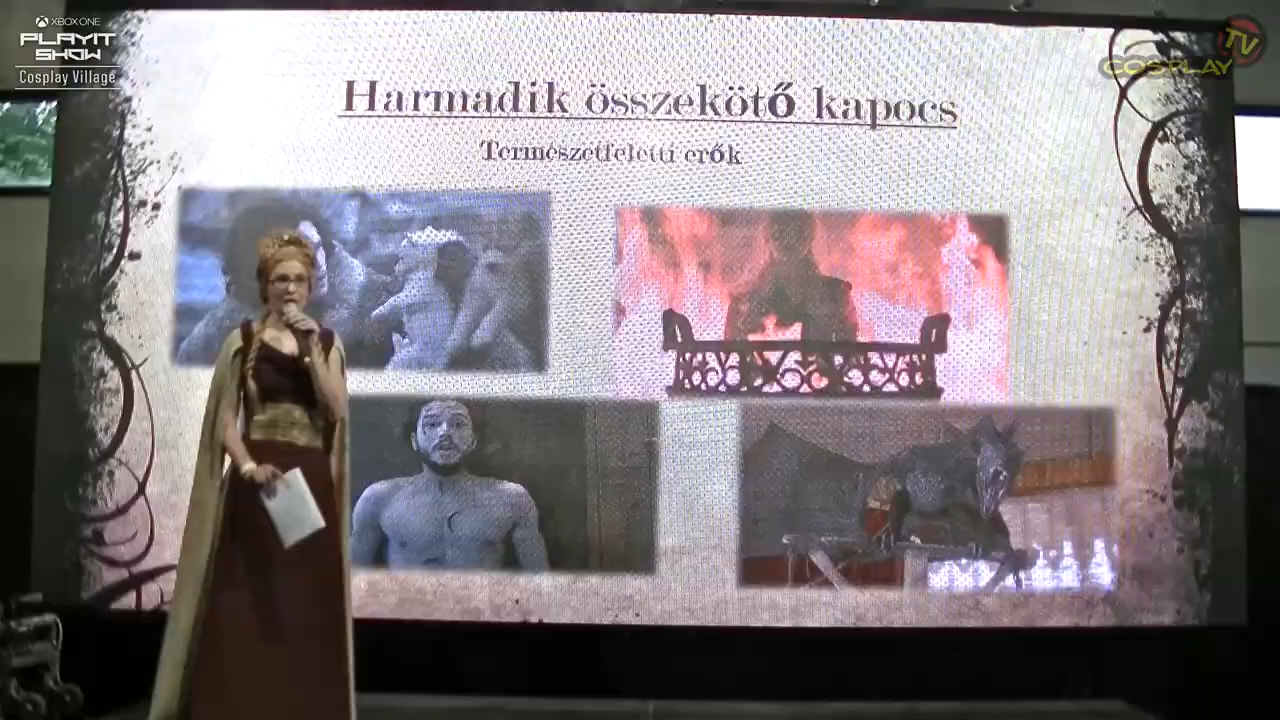 XBOX ONE
PLAYIT
SHOW
Cosplay Village
TV
COSPLAY
Harmadik összekötő kapocs
Természetfeletti erők